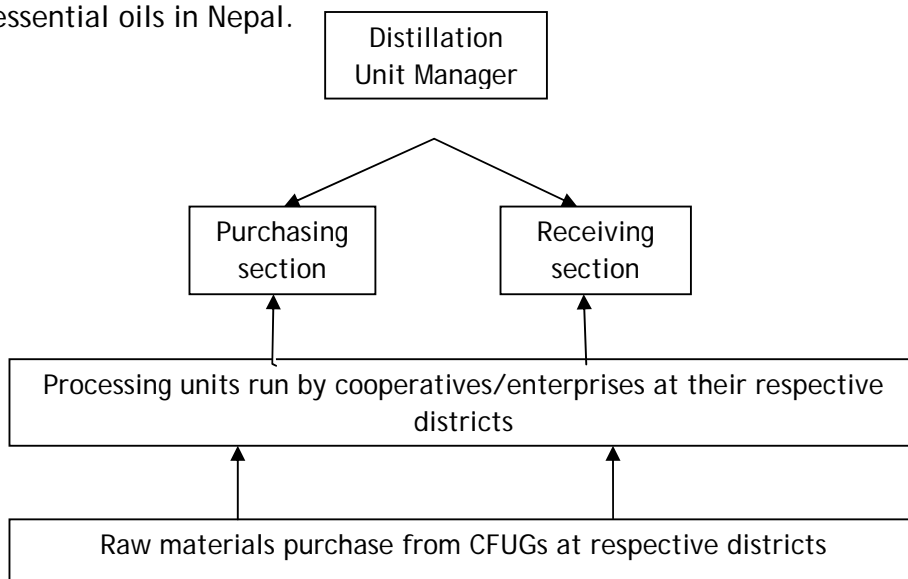 essential oils in Nepal.
Distillation
Unit Manager
Purchasing
section
Receiving
section
Processing units run by cooperatives/enterprises at their respective
districts
Raw materials purchase from CFUGs at respective districts